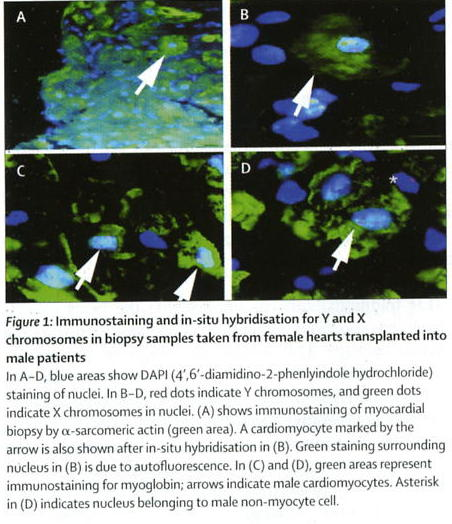 A
B
C
D
*
Figure 1: Immunostaining and in-situ hybridisation for Y and X
chromosomes in biopsy samples taken from female hearts transplanted into
male patients
In A–D, blue areas show DAPI (4′,6′-diamidino-2-phenlyindole hydrochloride)
staining of nuclei. In B–D, red dots indicate Y chromosomes, and green dots
indicate X chromosomes in nuclei. (A) shows immunostaining of myocardial
biopsy by α-sarcomeric actin (green area). A cardiomyocyte marked by the
arrow is also shown after in-situ hybridisation in (B). Green staining surrounding
nucleus in (B) is due to autofluorescence. In (C) and (D), green areas represent
immunostaining for myoglobin; arrows indicate male cardiomyocytes. Asterisk
in (D) indicates nucleus belonging to male non-myocyte cell.